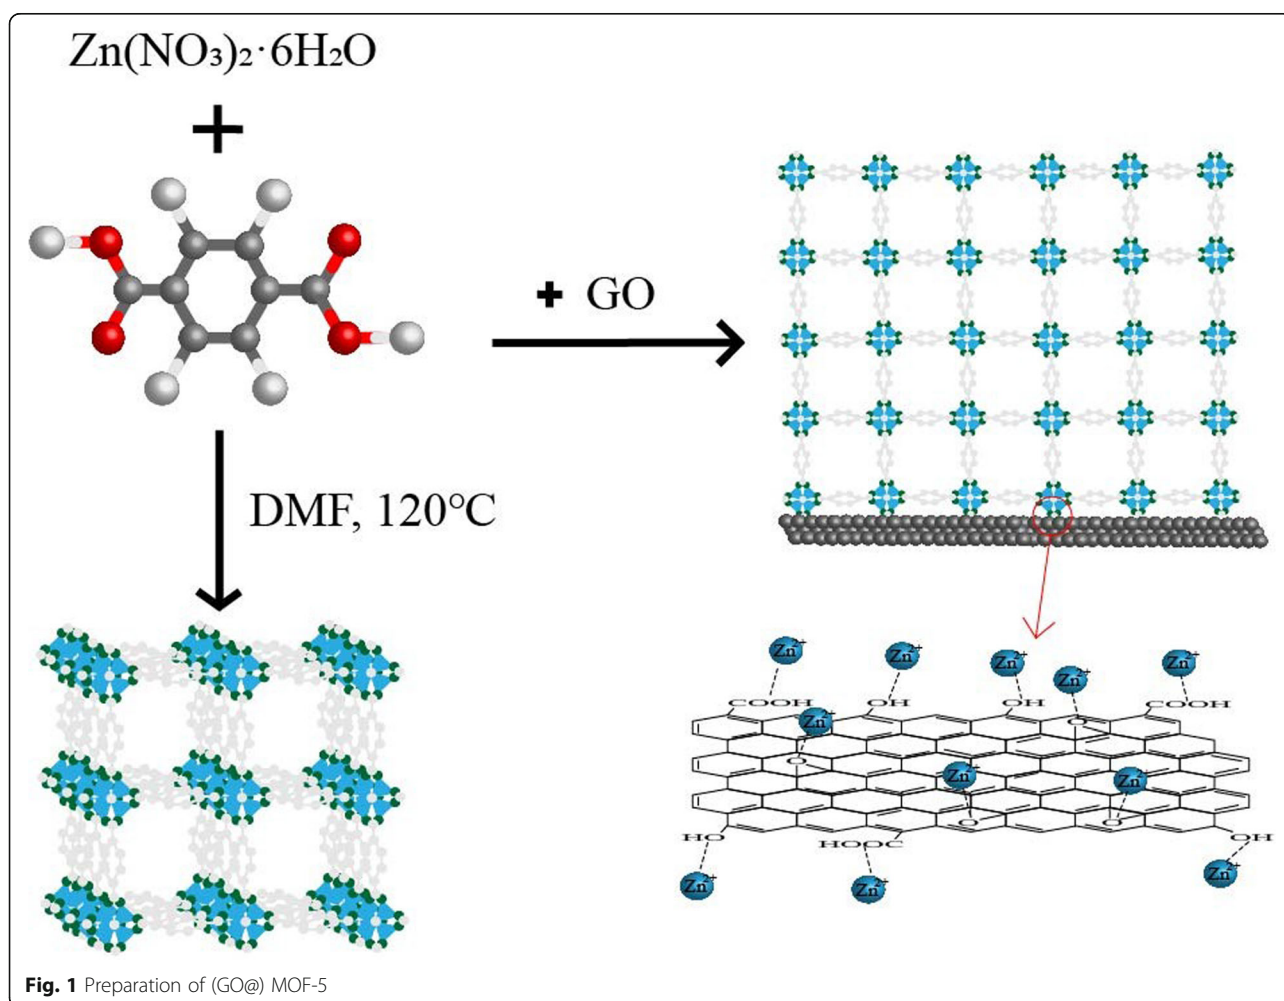 Zn(NO₃)₂·6H₂O
+
+ GO
DMF, 120°C
Zn²⁺ Zn²⁺ Zn²⁺ Zn²⁺ Zn²⁺
COOH OH OH COOH
Zn²⁺ O
O
Zn²⁺ Zn²⁺
O O
HO HOOC OH
Zn²⁺ Zn²⁺ Zn²⁺
Fig. 1 Preparation of (GO@) MOF-5